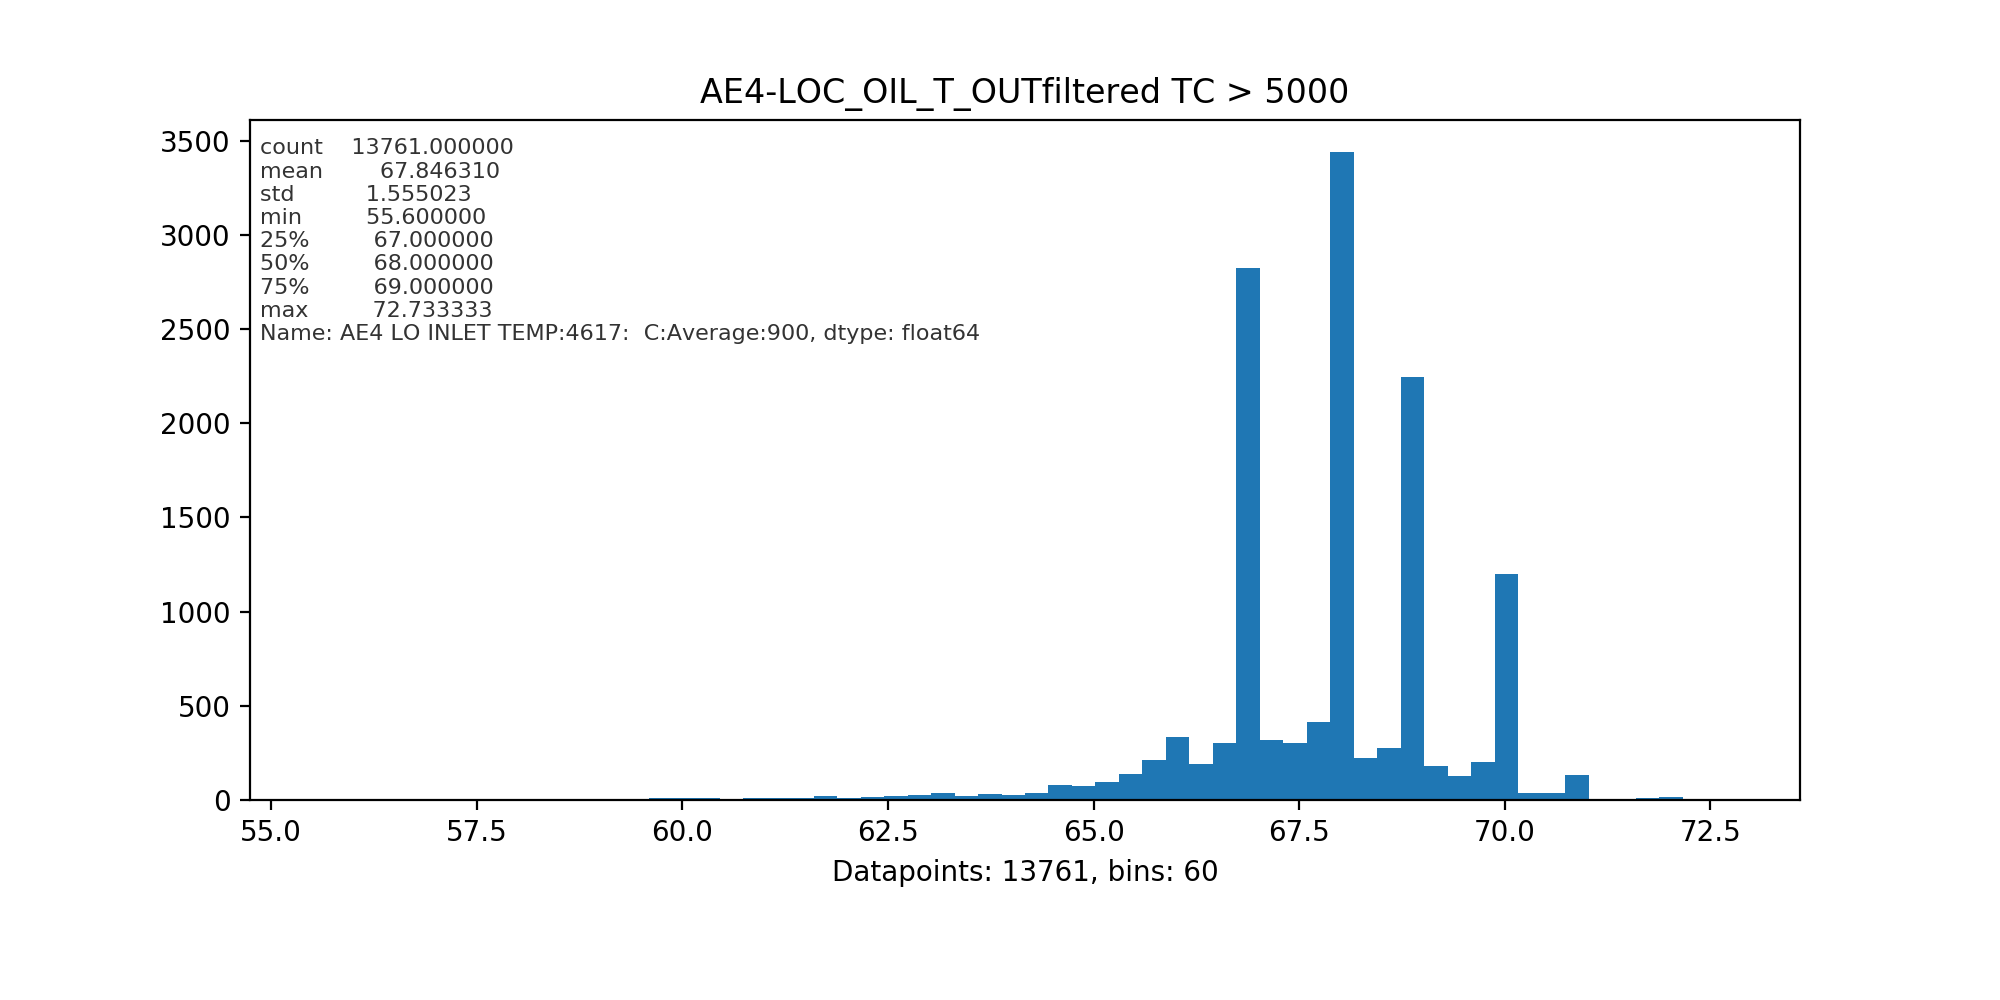 AE4-LOC_OIL_T_OUTfiltered TC > 5000
3500
3000
2500
2000
1500
1000
500
0
count 13761.000000
mean 67.846310
std 1.555023
min 55.600000
25% 67.000000
50% 68.000000
75% 69.000000
max 72.733333
Name: AE4 LO INLET TEMP:4617: C:Average:900, dtype: float64
55.0 57.5 60.0 62.5 65.0 67.5 70.0 72.5
Datapoints: 13761, bins: 60